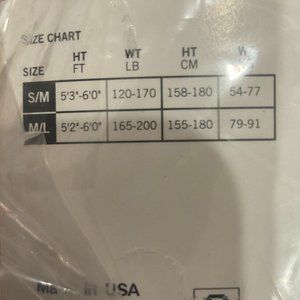 SIZE CHART
HT WT HT
SIZE FT LB CM
S/M 5'3"-6'0" 120-170 158-180 54-77
M/L 5'2"-6'0" 165-200 155-180 79-91
USA